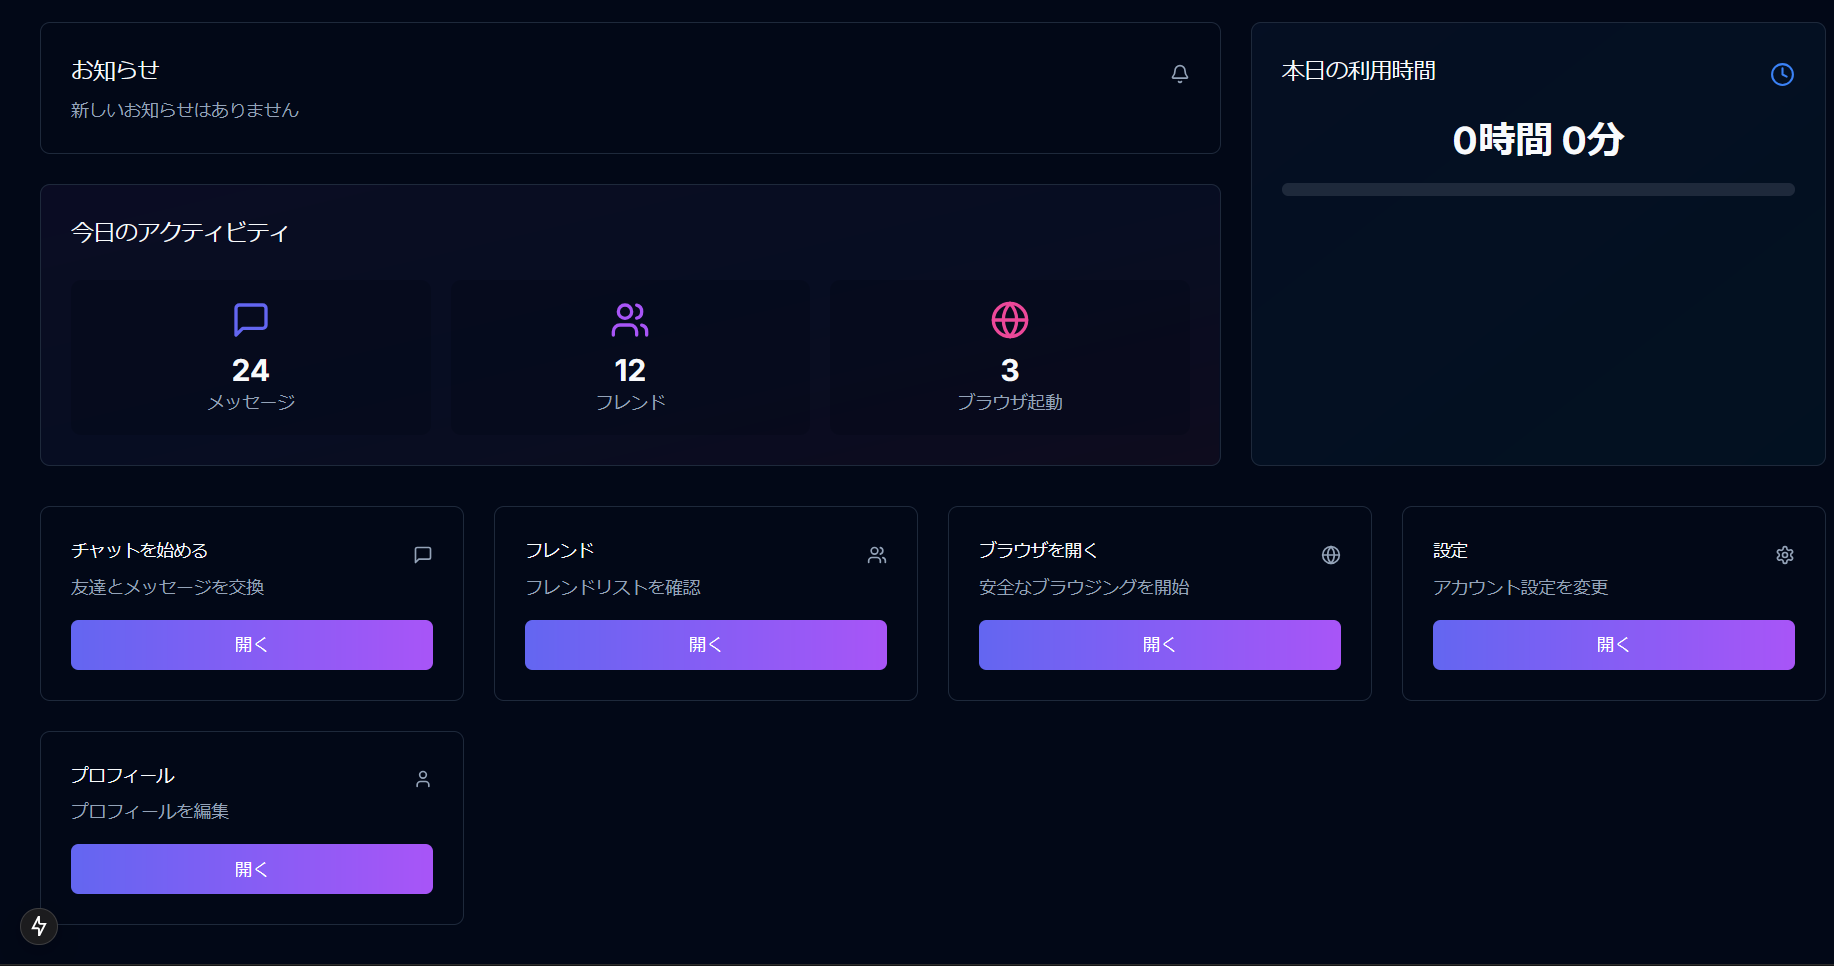 お知らせ
新しいお知らせはありません
本日の利用時間
0時間 0分
今日のアクティビティ
24
メッセージ
12
フレンド
3
ブラウザ起動
チャットを始める
友達とメッセージを交換
開く
フレンド
フレンドリストを確認
開く
ブラウザを開く
安全なブラウジングを開始
開く
設定
アカウント設定を変更
開く
プロフィール
プロフィールを編集
開く